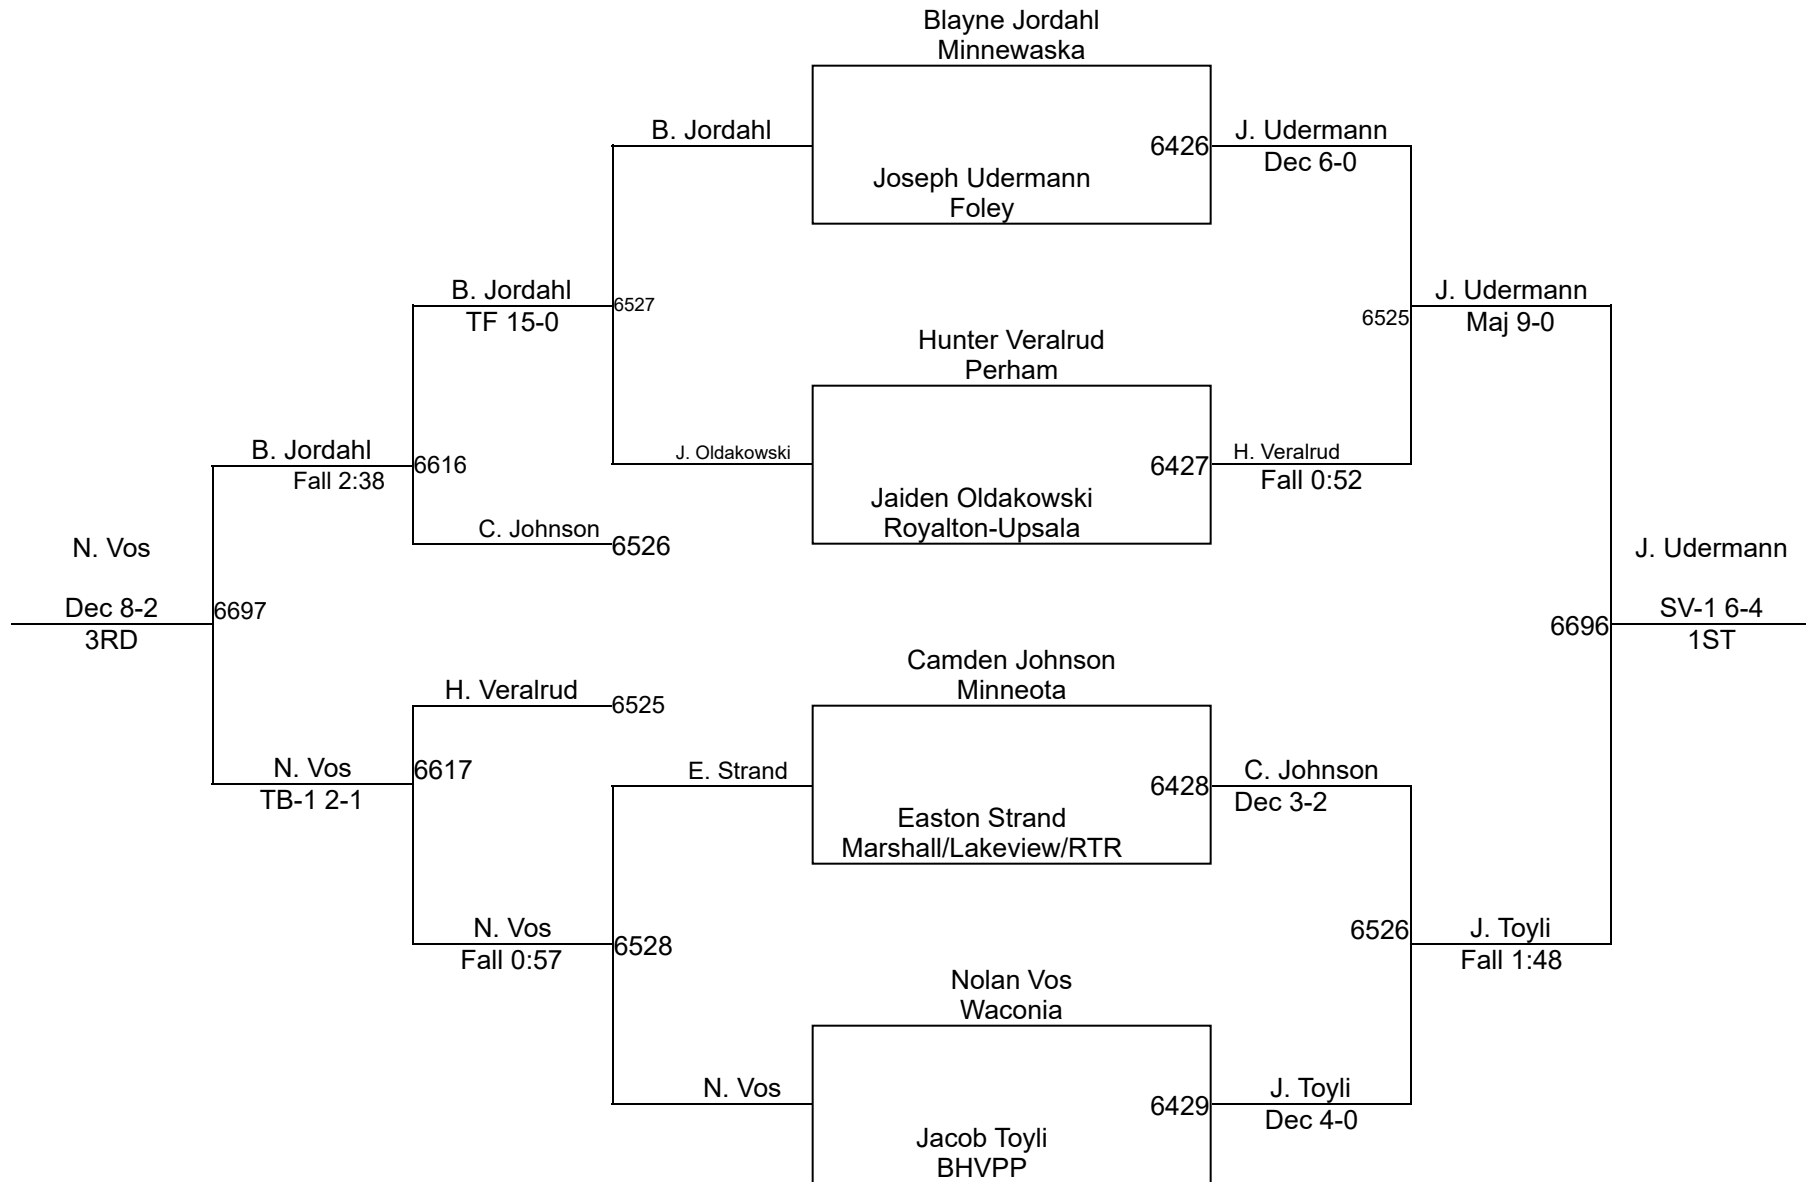 Blayne Jordahl
Minnewaska
B. Jordahl
6426
J. Udermann
Dec 6-0
Joseph Udermann
Foley
B. Jordahl
TF 15-0
6527
J. Udermann
Maj 9-0
6525
Hunter Veralrud
Perham
B. Jordahl
Fall 2:38
6616
J. Oldakowski
6427
H. Veralrud
Fall 0:52
Jaiden Oldakowski
Royalton-Upsala
C. Johnson
6526
N. Vos
Dec 8-2
3RD
6697
J. Udermann
SV-1 6-4
1ST
6696
Camden Johnson
Minneota
H. Veralrud
6525
N. Vos
TB-1 2-1
6617
E. Strand
6428
C. Johnson
Dec 3-2
Easton Strand
Marshall/Lakeview/RTR
N. Vos
Fall 0:57
6528
6526
J. Toyli
Fall 1:48
Nolan Vos
Waconia
N. Vos
6429
J. Toyli
Dec 4-0
Jacob Toyli
BHVPP